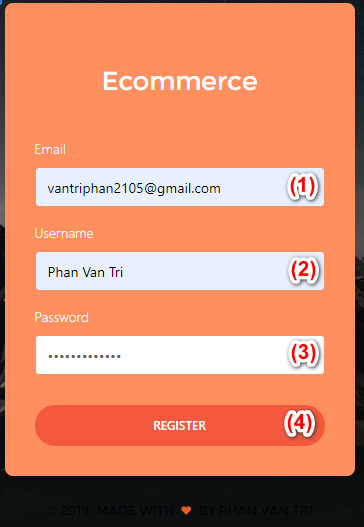 Ecommerce
Email
vantriphan2105@gmail.com (1)
Username
Phan Van Tri (2)
Password
••••••••••••• (3)
REGISTER (4)
© 2019, MADE WITH ❤ BY PHAN VAN TRI